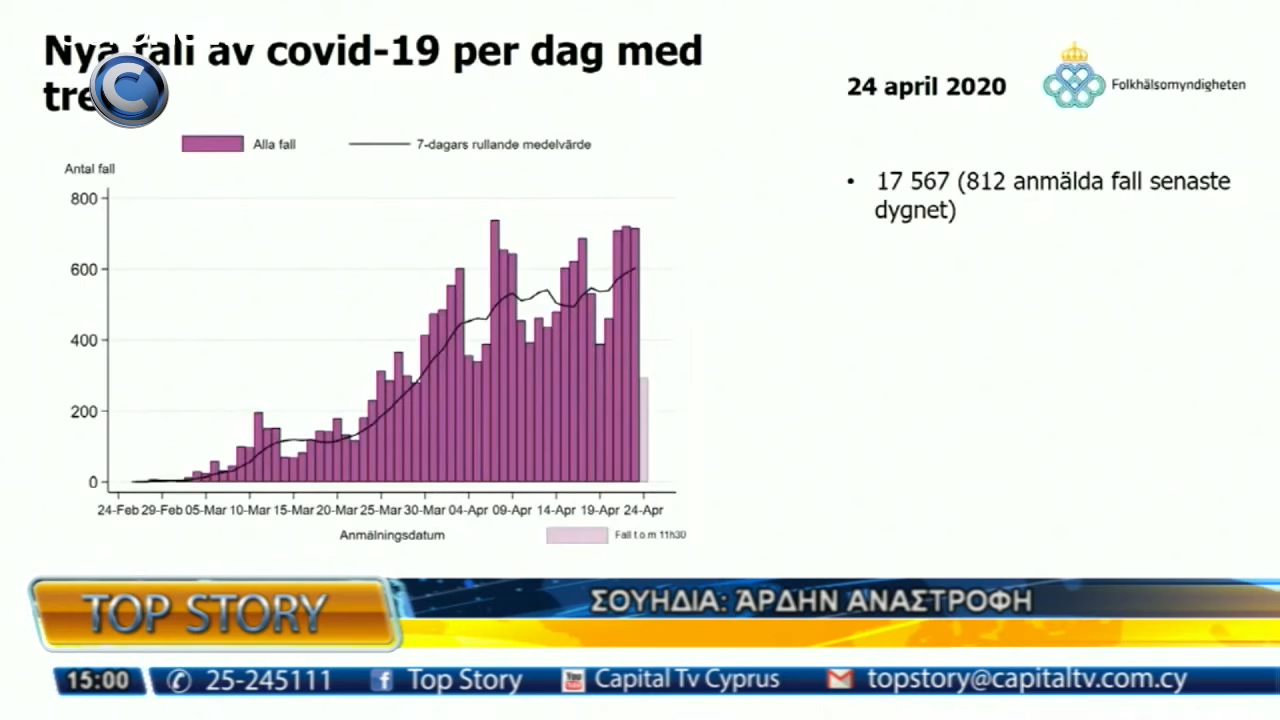 Nya fall av covid-19 per dag med
24 april 2020
Folkhälsomyndigheten
Alla fall
7-dagars rullande medelvärde
Antal fall
• 17 567 (812 anmälda fall senaste
dygnet)
800
600
400
200
0
24-Feb 29-Feb 05-Mar 10-Mar 15-Mar 20-Mar 25-Mar 30-Mar 04-Apr 09-Apr 14-Apr 19-Apr 24-Apr
Anmälningsdatum
Fall t.o.m 11h30
TOP STORY
ΣΟΥΗΔΙΑ: ΆΡΔΗΝ ΑΝΑΣΤΡΟΦΗ
15:00 25-245111 f Top Story You Tube Capital Tv Cyprus topstory@capitaltv.com.cy